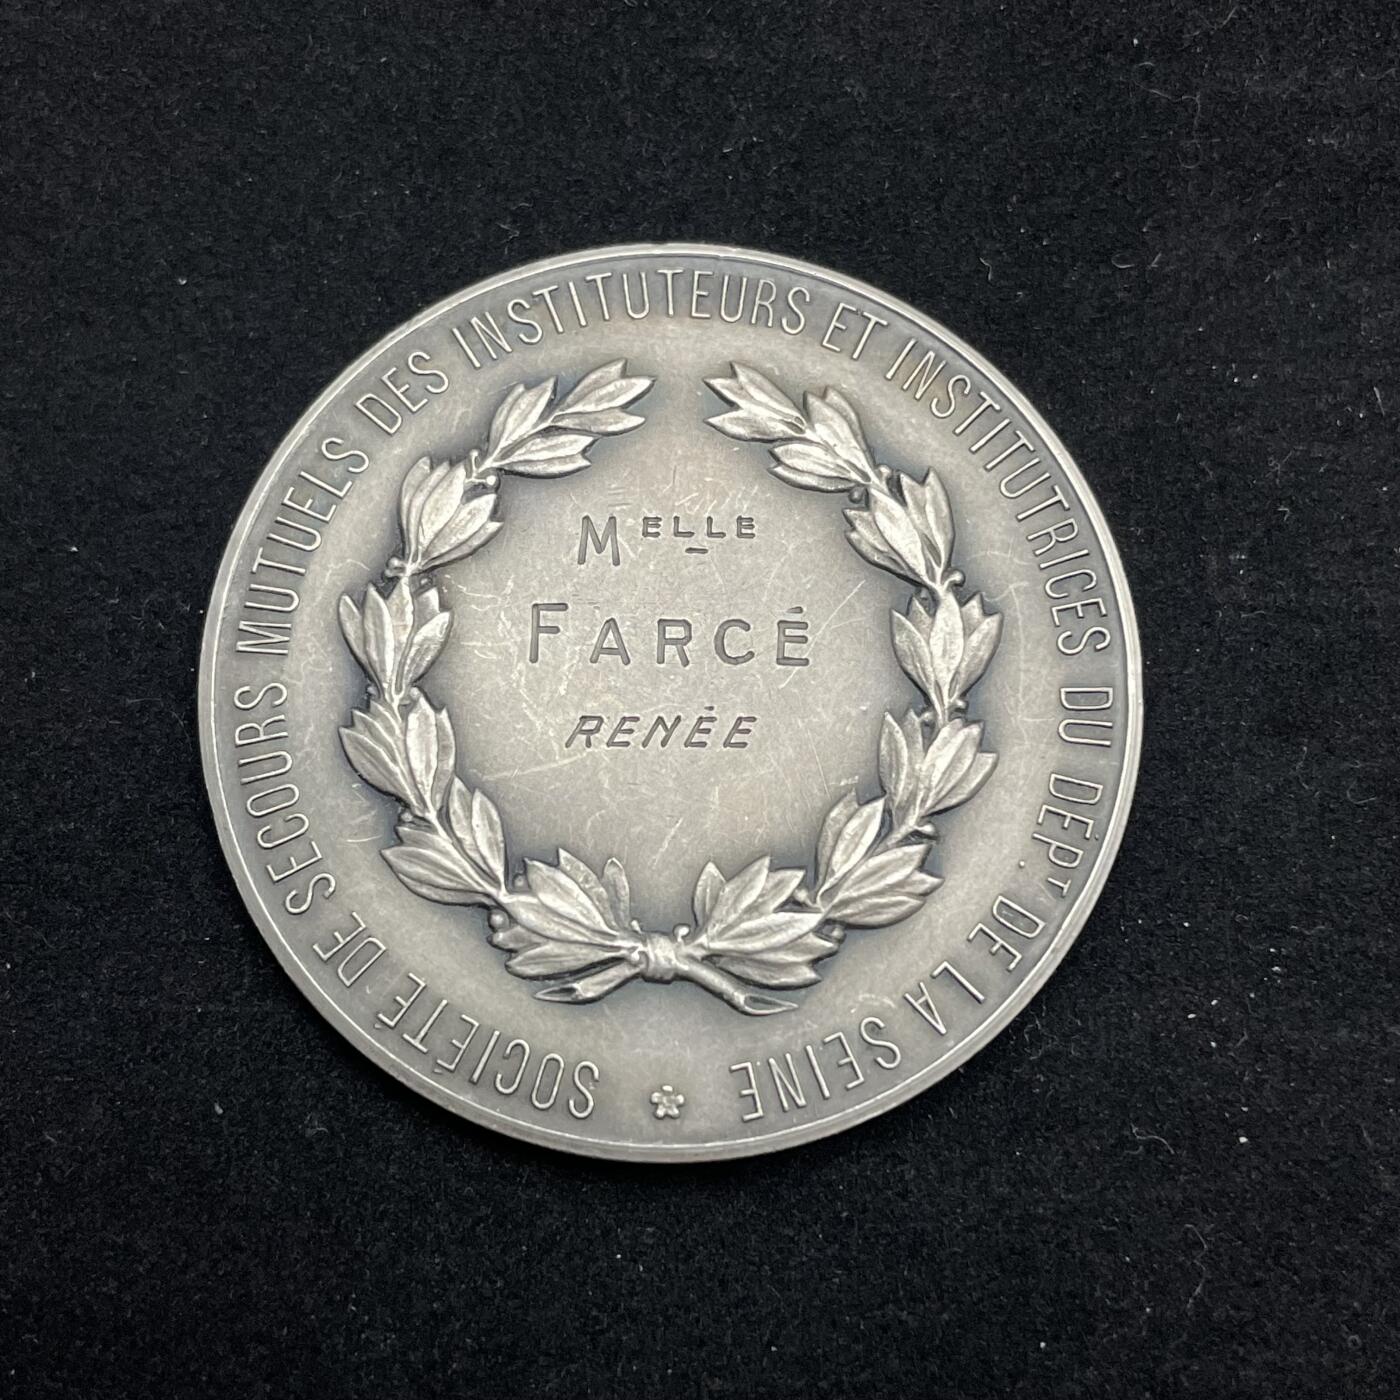 SOCIÉTÉ DE SECOURS MUTUELS DES INSTITUTEURS ET INSTITUTRICES DU DÉPT. DE LA SEINE
MELLE
FARCÉ
RENÉE